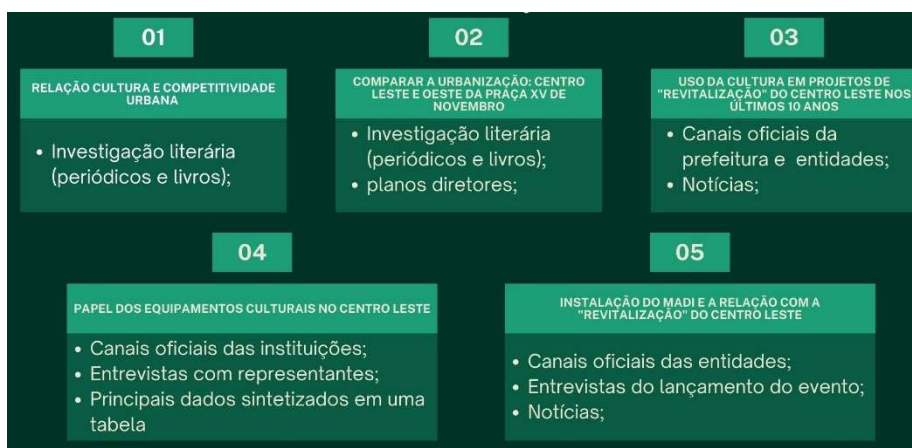 01
RELAÇÃO CULTURA E COMPETITIVIDADE
URBANA
• Investigação literária
(periódicos e livros);
02
COMPARAR A URBANIZAÇÃO: CENTRO
LESTE E OESTE DA PRAÇA XV DE
NOVEMBRO
• Investigação literária
(periódicos e livros);
• planos diretores;
03
USO DA CULTURA EM PROJETOS DE
"REVITALIZAÇÃO" DO CENTRO LESTE NOS
ÚLTIMOS 10 ANOS
• Canais oficiais da
prefeitura e entidades;
• Notícias;
04
PAPEL DOS EQUIPAMENTOS CULTURAIS NO CENTRO LESTE
• Canais oficiais das instituições;
• Entrevistas com representantes;
• Principais dados sintetizados em uma
tabela
05
INSTALAÇÃO DO MADI E A RELAÇÃO COM A
"REVITALIZAÇÃO" DO CENTRO LESTE
• Canais oficiais das entidades;
• Entrevistas do lançamento do evento;
• Notícias;